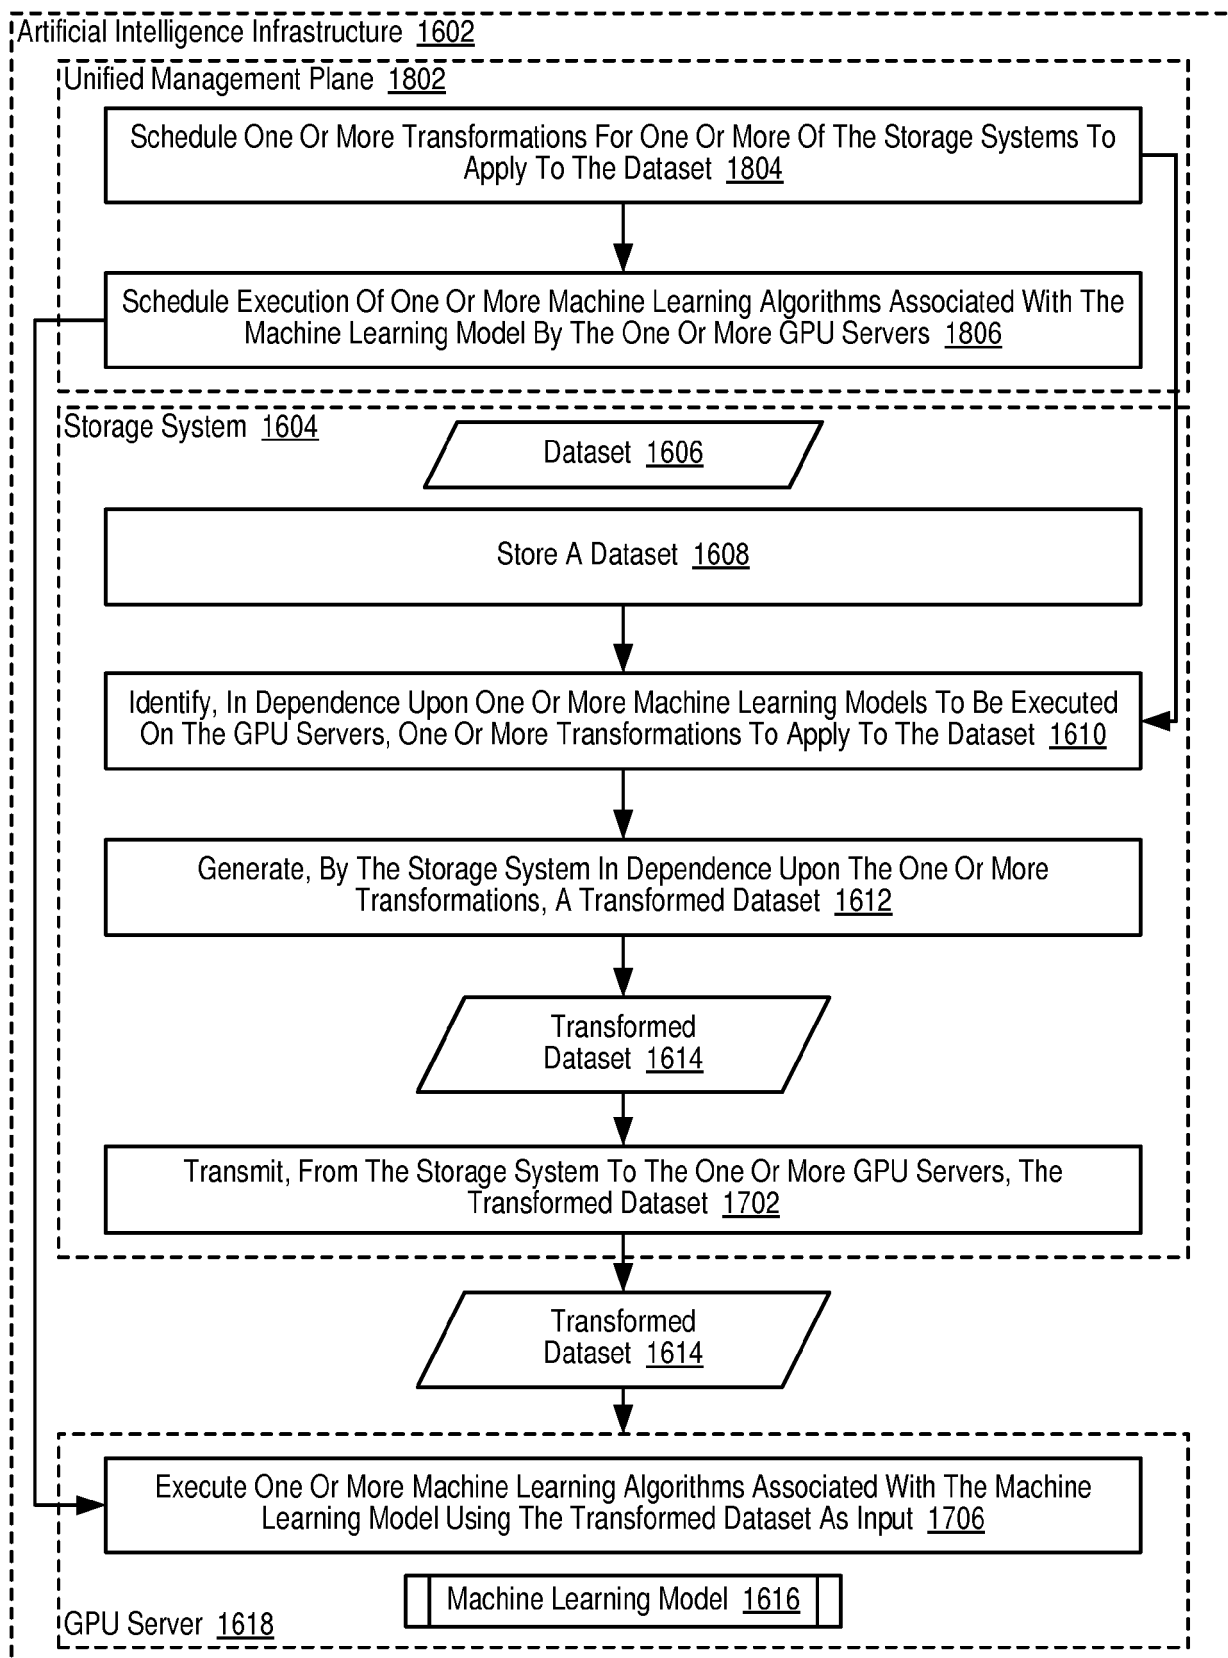 Artificial Intelligence Infrastructure 1602
Unified Management Plane 1802
Schedule One Or More Transformations For One Or More Of The Storage Systems To
Apply To The Dataset 1804
Schedule Execution Of One Or More Machine Learning Algorithms Associated With The
Machine Learning Model By The One Or More GPU Servers 1806
Storage System 1604
Dataset 1606
Store A Dataset 1608
Identify, In Dependence Upon One Or More Machine Learning Models To Be Executed
On The GPU Servers, One Or More Transformations To Apply To The Dataset 1610
Generate, By The Storage System In Dependence Upon The One Or More
Transformations, A Transformed Dataset 1612
Transformed
Dataset 1614
Transmit, From The Storage System To The One Or More GPU Servers, The
Transformed Dataset 1702
Transformed
Dataset 1614
Execute One Or More Machine Learning Algorithms Associated With The Machine
Learning Model Using The Transformed Dataset As Input 1706
Machine Learning Model 1616
GPU Server 1618